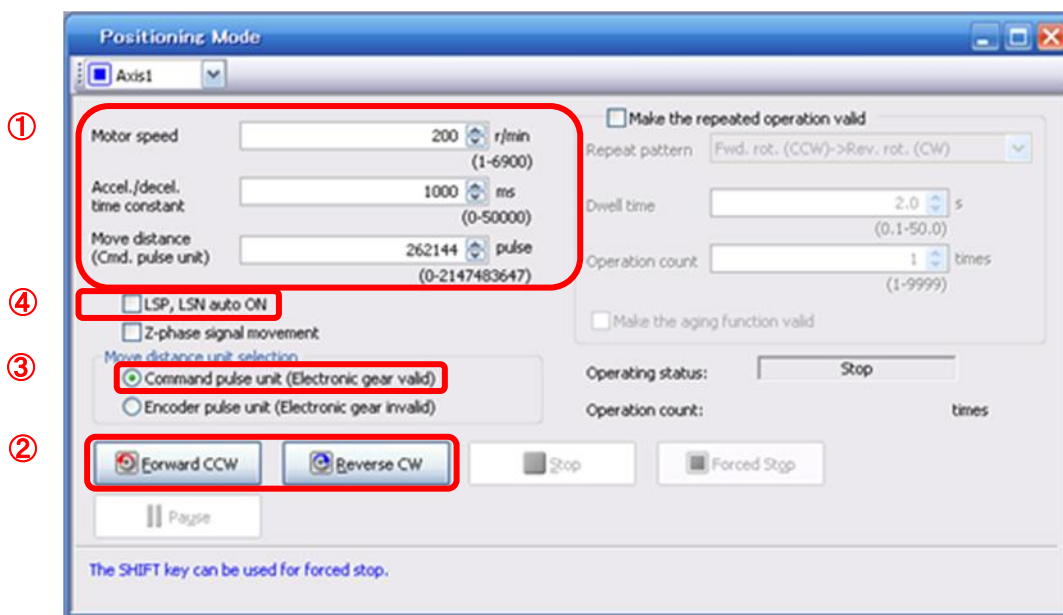 Positioning Mode
Axis1
①
Motor speed 200 r/min
(1-6900)
Accel./decel.
time constant 1000 ms
(0-50000)
Move distance
(Cmd. pulse unit) 262144 pulse
(0-2147483647)
④
LSP, LSN auto ON
Z-phase signal movement
Move distance unit selection
③
Command pulse unit (Electronic gear valid)
Encoder pulse unit (Electronic gear invalid)
②
Forward CCW
Reverse CW
Stop
Forced Stop
Pause
Make the repeated operation valid
Repeat pattern Fwd. rot. (CCW)->Rev. rot. (CW)
Dwell time 2.0 s
(0.1-50.0)
Operation count 1 times
(1-9999)
Make the aging function valid
Operating status: Stop
Operation count: times
The SHIFT key can be used for forced stop.